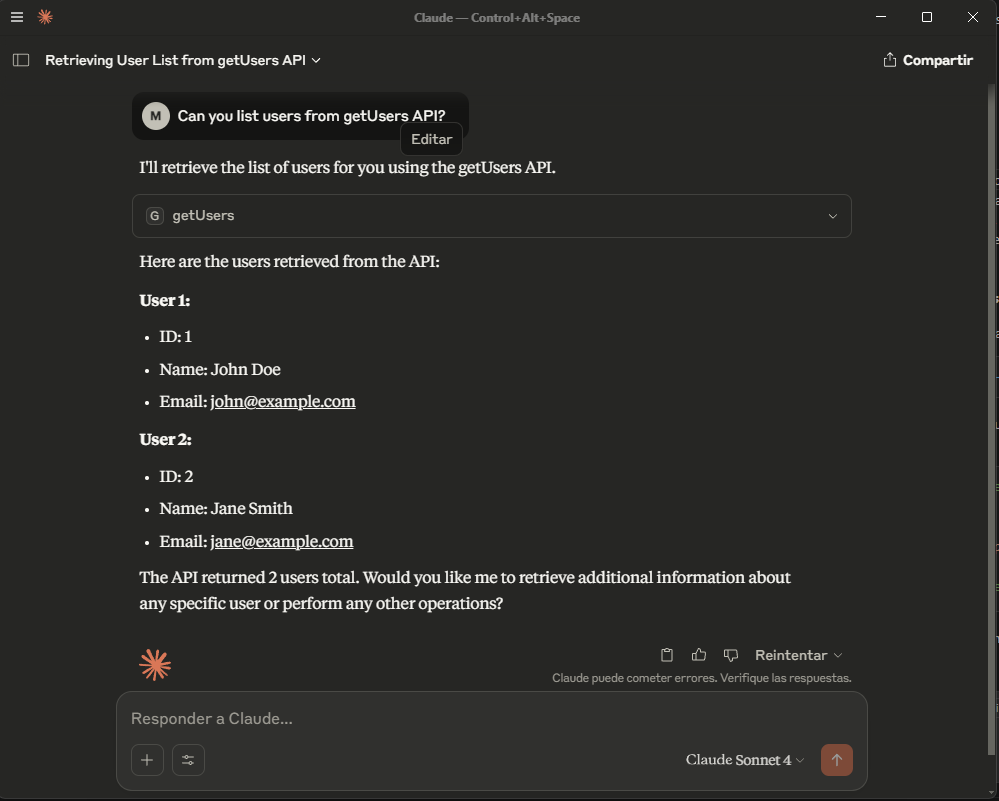 Claude — Control+Alt+Space
Retrieving User List from getUsers API
Compartir
M
Can you list users from getUsers API?
Editar
I'll retrieve the list of users for you using the getUsers API.
G
getUsers
Here are the users retrieved from the API:
User 1:
• ID: 1
• Name: John Doe
• Email: john@example.com
User 2:
• ID: 2
• Name: Jane Smith
• Email: jane@example.com
The API returned 2 users total. Would you like me to retrieve additional information about
any specific user or perform any other operations?
Reintentar
Claude puede cometer errores. Verifique las respuestas.
Responder a Claude...
Claude Sonnet 4